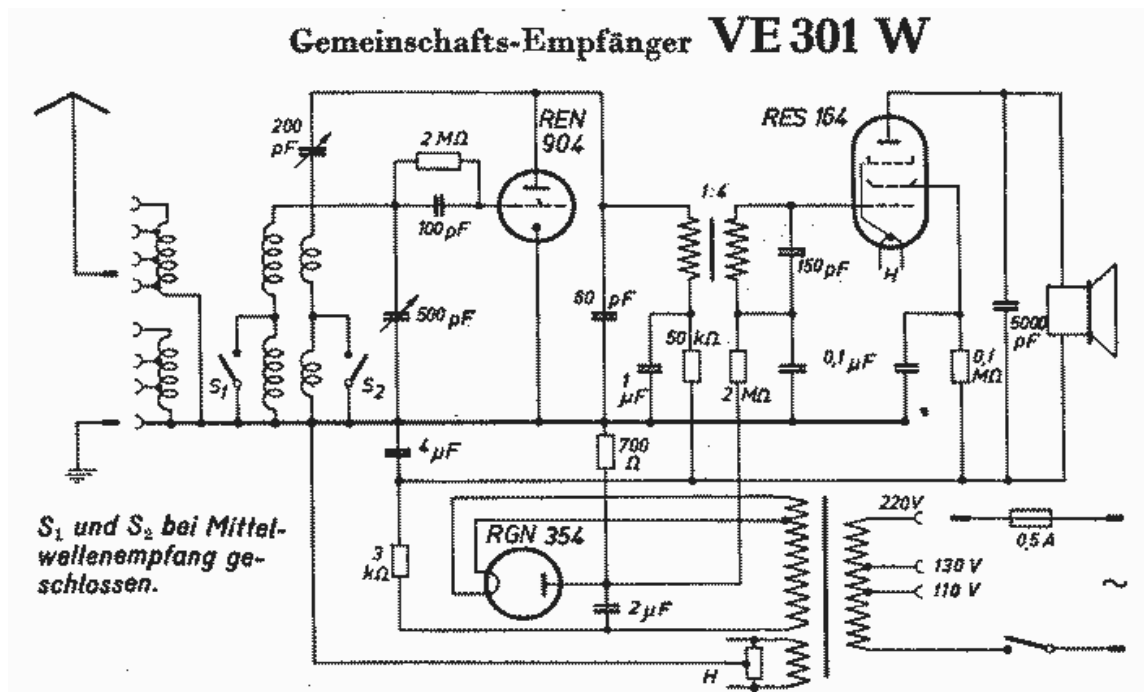 Gemeinschafts-Empfänger VE 301 W
200
pF
2 MΩ
REN
904
RES 164
100 pF
1:4
150 pF
H
500 pF
60 pF
50 kΩ
1
µF
2 MΩ
0,1 µF
0,1
MΩ
5000
pF
S₁
S₂
4 µF
700
Ω
S₁ und S₂ bei Mittel-
wellenempfang ge-
schlossen.
3
kΩ
RGN 354
2 µF
220V
130 V
110 V
0,5 A
~
H